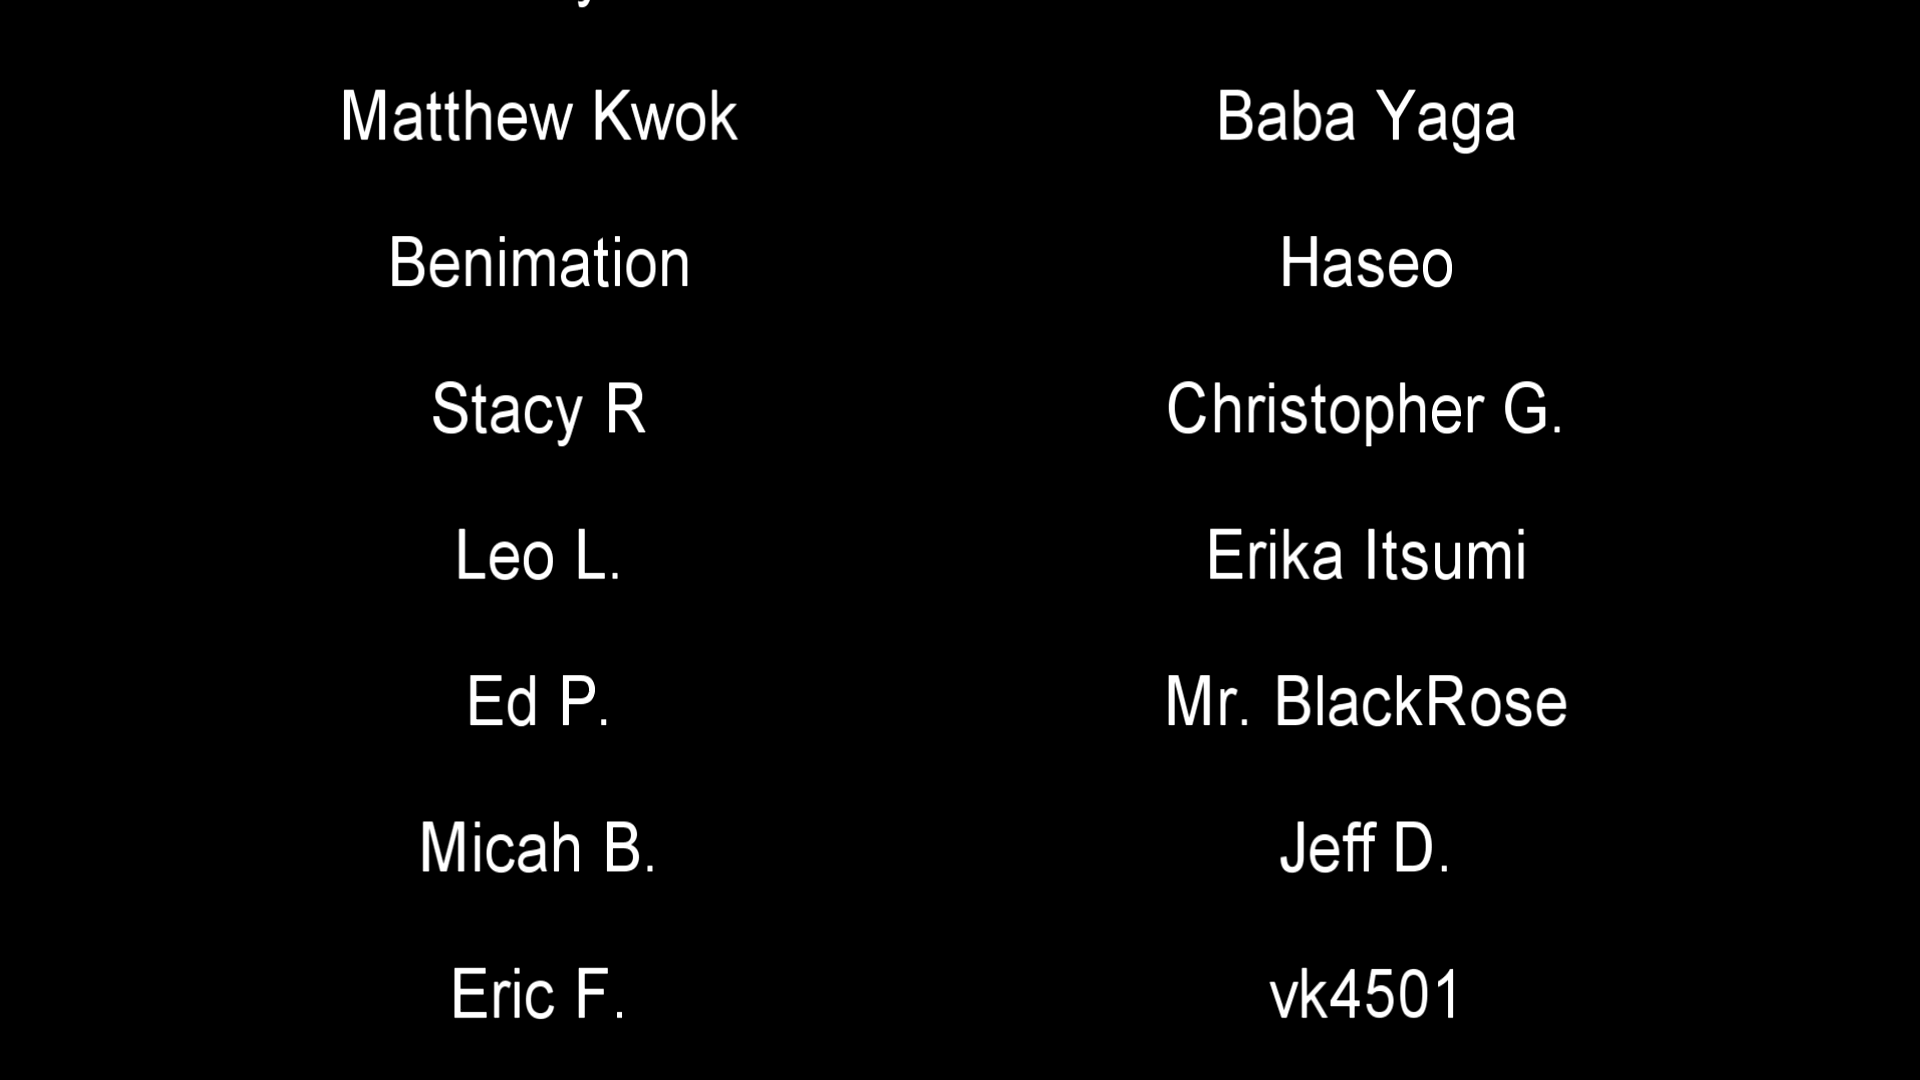 Matthew Kwok
Baba Yaga
Benimation
Haseo
Stacy R
Christopher G.
Leo L.
Erika Itsumi
Ed P.
Mr. BlackRose
Micah B.
Jeff D.
Eric F.
vk4501